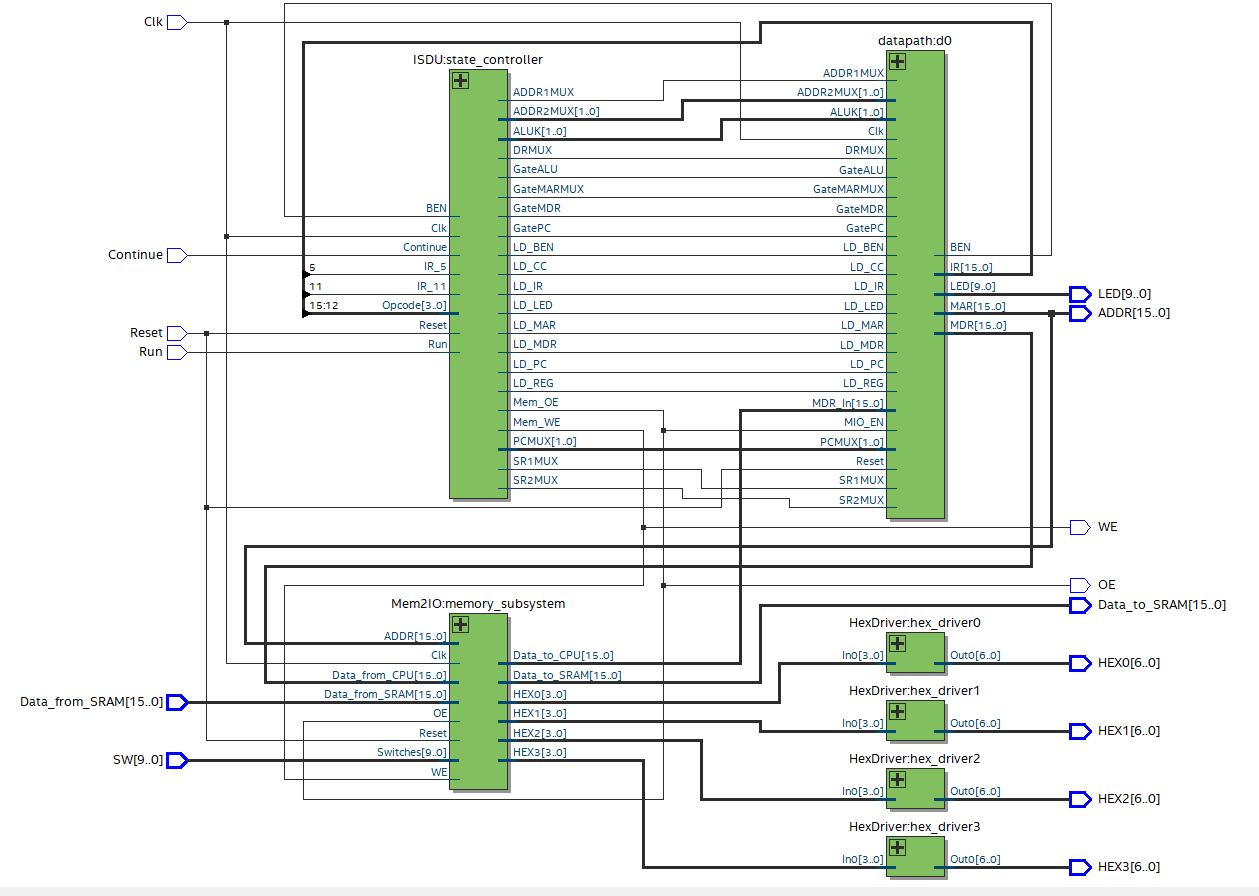 Clk
Continue
Reset
Run
Data_from_SRAM[15..0]
SW[9..0]
ISDU:state_controller
BEN
Clk
Continue
5
IR_5
11
IR_11
15:12
Opcode[3..0]
Reset
Run
ADDR1MUX
ADDR2MUX[1..0]
ALUK[1..0]
DRMUX
GateALU
GateMARMUX
GateMDR
GatePC
LD_BEN
LD_CC
LD_IR
LD_LED
LD_MAR
LD_MDR
LD_PC
LD_REG
Mem_OE
Mem_WE
PCMUX[1..0]
SR1MUX
SR2MUX
datapath:d0
ADDR1MUX
ADDR2MUX[1..0]
ALUK[1..0]
Clk
DRMUX
GateALU
GateMARMUX
GateMDR
GatePC
LD_BEN
LD_CC
LD_IR
LD_LED
LD_MAR
LD_MDR
LD_PC
LD_REG
MDR_In[15..0]
MIO_EN
PCMUX[1..0]
Reset
SR1MUX
SR2MUX
BEN
IR[15..0]
LED[9..0]
MAR[15..0]
MDR[15..0]
LED[9..0]
ADDR[15..0]
WE
OE
Data_to_SRAM[15..0]
Mem2IO:memory_subsystem
ADDR[15..0]
Clk
Data_from_CPU[15..0]
Data_from_SRAM[15..0]
OE
Reset
Switches[9..0]
WE
Data_to_CPU[15..0]
Data_to_SRAM[15..0]
HEX0[3..0]
HEX1[3..0]
HEX2[3..0]
HEX3[3..0]
HexDriver:hex_driver0
In0[3..0]
Out0[6..0]
HEX0[6..0]
HexDriver:hex_driver1
In0[3..0]
Out0[6..0]
HEX1[6..0]
HexDriver:hex_driver2
In0[3..0]
Out0[6..0]
HEX2[6..0]
HexDriver:hex_driver3
In0[3..0]
Out0[6..0]
HEX3[6..0]